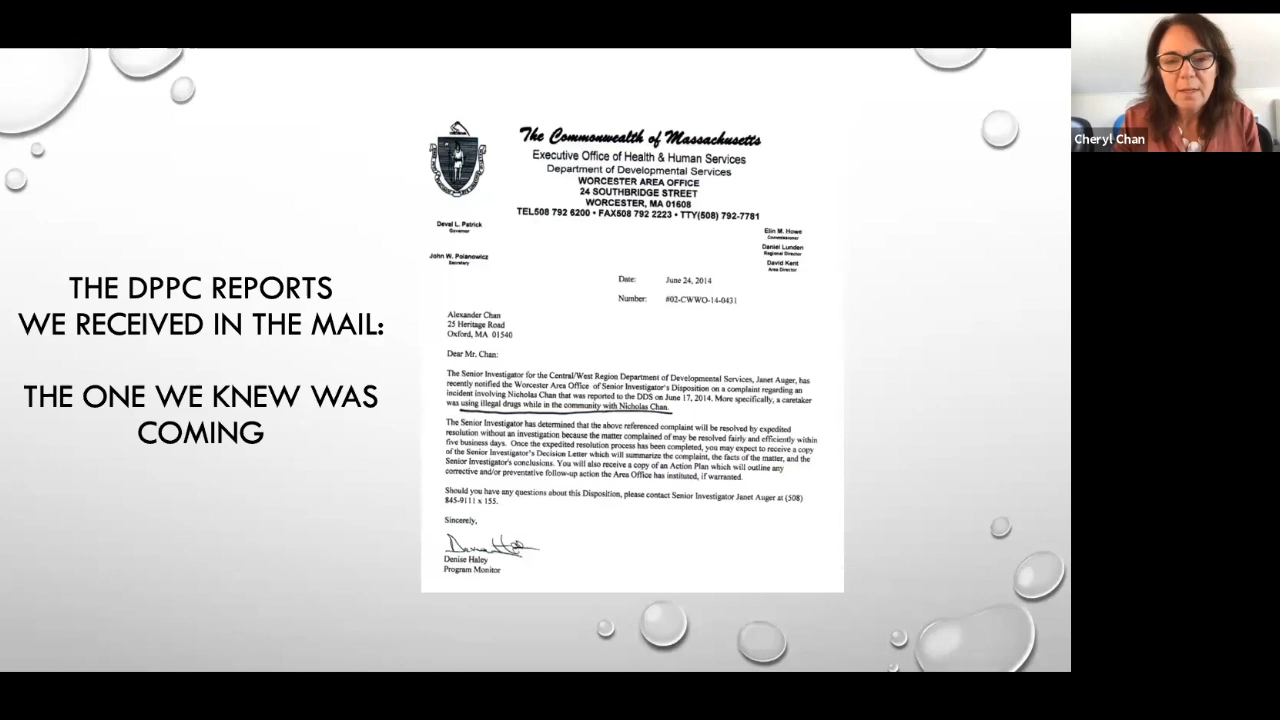 THE DPPC REPORTS
WE RECEIVED IN THE MAIL:
THE ONE WE KNEW WAS
COMING
The Commonwealth of Massachusetts
Executive Office of Health & Human Services
Department of Developmental Services
WORCESTER AREA OFFICE
24 SOUTHBRIDGE STREET
WORCESTER, MA 01608
TEL508 792 6200 • FAX508 792 2223 • TTY(508) 792-7781
Deval L. Patrick
Governor
John W. Polanowicz
Secretary
Elin M. Howe
Commissioner
Daniel Lunden
Regional Director
David Kent
Area Director
Date: June 24, 2014
Number: #02-CWWO-14-0431
Alexander Chan
25 Heritage Road
Oxford, MA 01540
Dear Mr. Chan:
The Senior Investigator for the Central/West Region Department of Developmental Services, Janet Auger, has
recently notified the Worcester Area Office of Senior Investigator's Disposition on a complaint regarding an
incident involving Nicholas Chan that was reported to the DDS on June 17, 2014. More specifically, a caretaker
was using illegal drugs while in the community with Nicholas Chan.
The Senior Investigator has determined that the above referenced complaint will be resolved by expedited
resolution without an investigation because the matter complained of may be resolved fairly and efficiently within
five business days. Once the expedited resolution process has been completed, you may expect to receive a copy
of the Senior Investigator's Decision Letter which will summarize the complaint, the facts of the matter, and the
Senior Investigator's conclusions. You will also receive a copy of an Action Plan which will outline any
corrective and/or preventative follow-up action the Area Office has instituted, if warranted.
Should you have any questions about this Disposition, please contact Senior Investigator Janet Auger at (508)
845-9111 x 155.
Sincerely,
Denise Haley
Program Monitor
Cheryl Chan